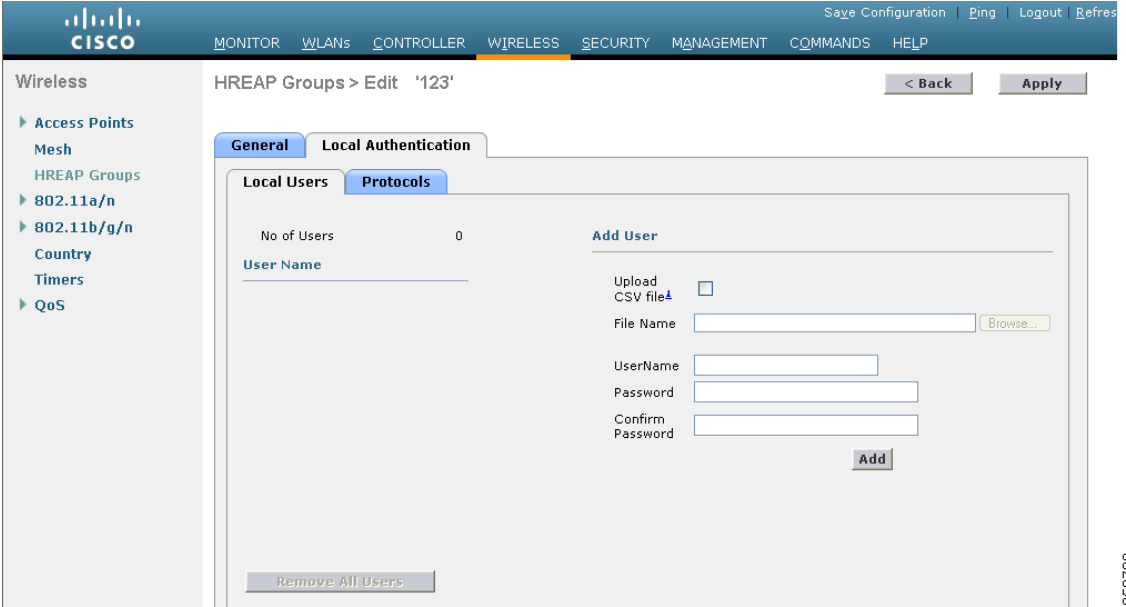 Save Configuration | Ping | Logout | Refres
CISCO
MONITOR WLANs CONTROLLER WIRELESS SECURITY MANAGEMENT COMMANDS HELP
Wireless
Access Points
Mesh
HREAP Groups
802.11a/n
802.11b/g/n
Country
Timers
QoS
HREAP Groups > Edit '123'
< Back
Apply
General
Local Authentication
Local Users
Protocols
No of Users 0
User Name
Add User
Upload
CSV file1
File Name
Browse...
UserName
Password
Confirm
Password
Add
Remove All Users